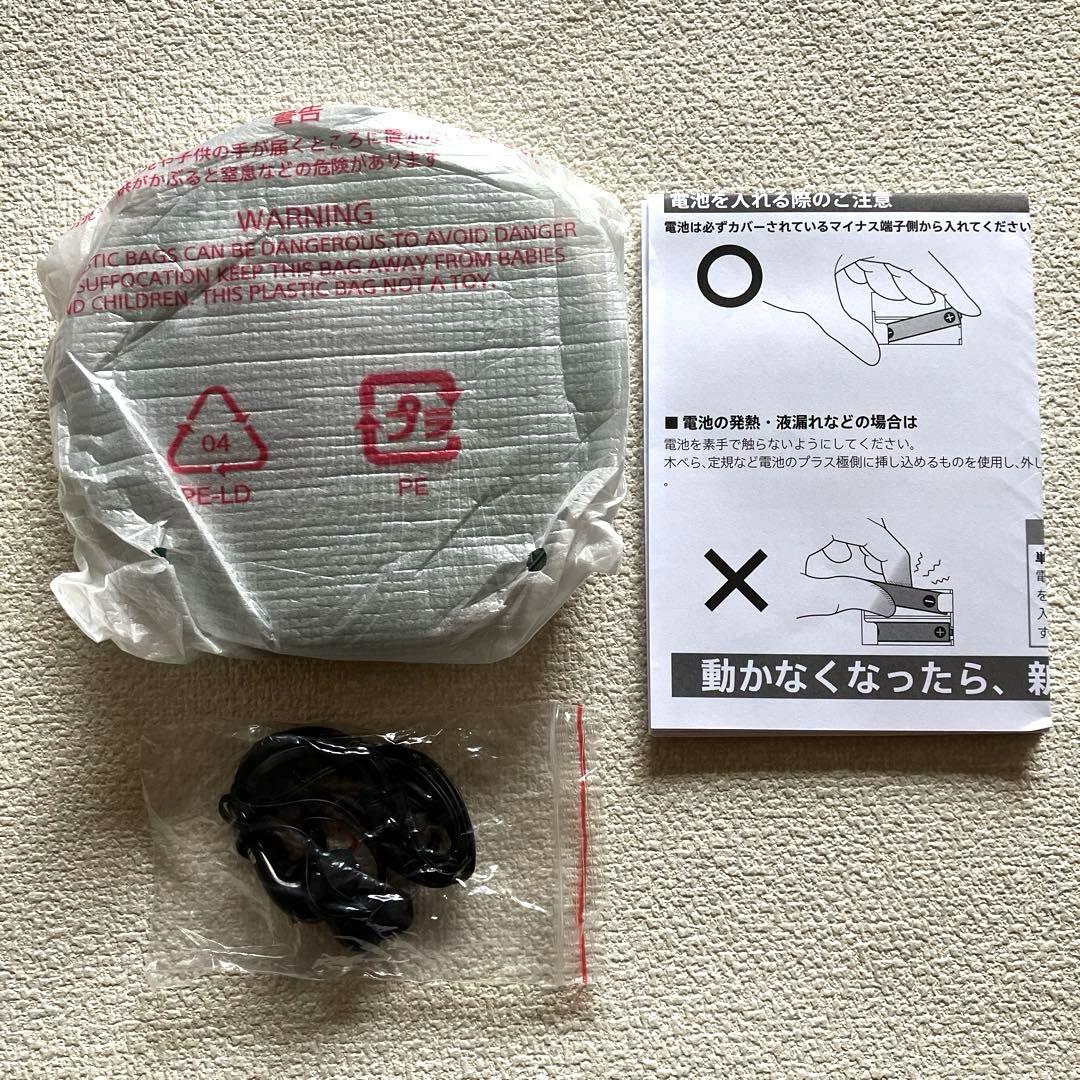 警告
子供の手が届くところに置かな
かぶると窒息などの危険があります
WARNING
TIC BAGS CAN BE DANGEROUS.TO AVOID DANGER
SUFFOCATION KEEP THIS BAG AWAY FROM BABIES
ND CHILDREN. THIS PLASTIC BAG NOT A TOY.
04
PE-LD
プラ
PE
電池を入れる際のご注意
電池は必ずカバーされているマイナス端子側から入れてください
+
-
■ 電池の発熱・液漏れなどの場合は
電池を素手で触らないようにしてください。
木べら、定規など電池のプラス極側に挿し込めるものを使用し、外し
。
-
+
単
電
を
入
す
動かなくなったら、新